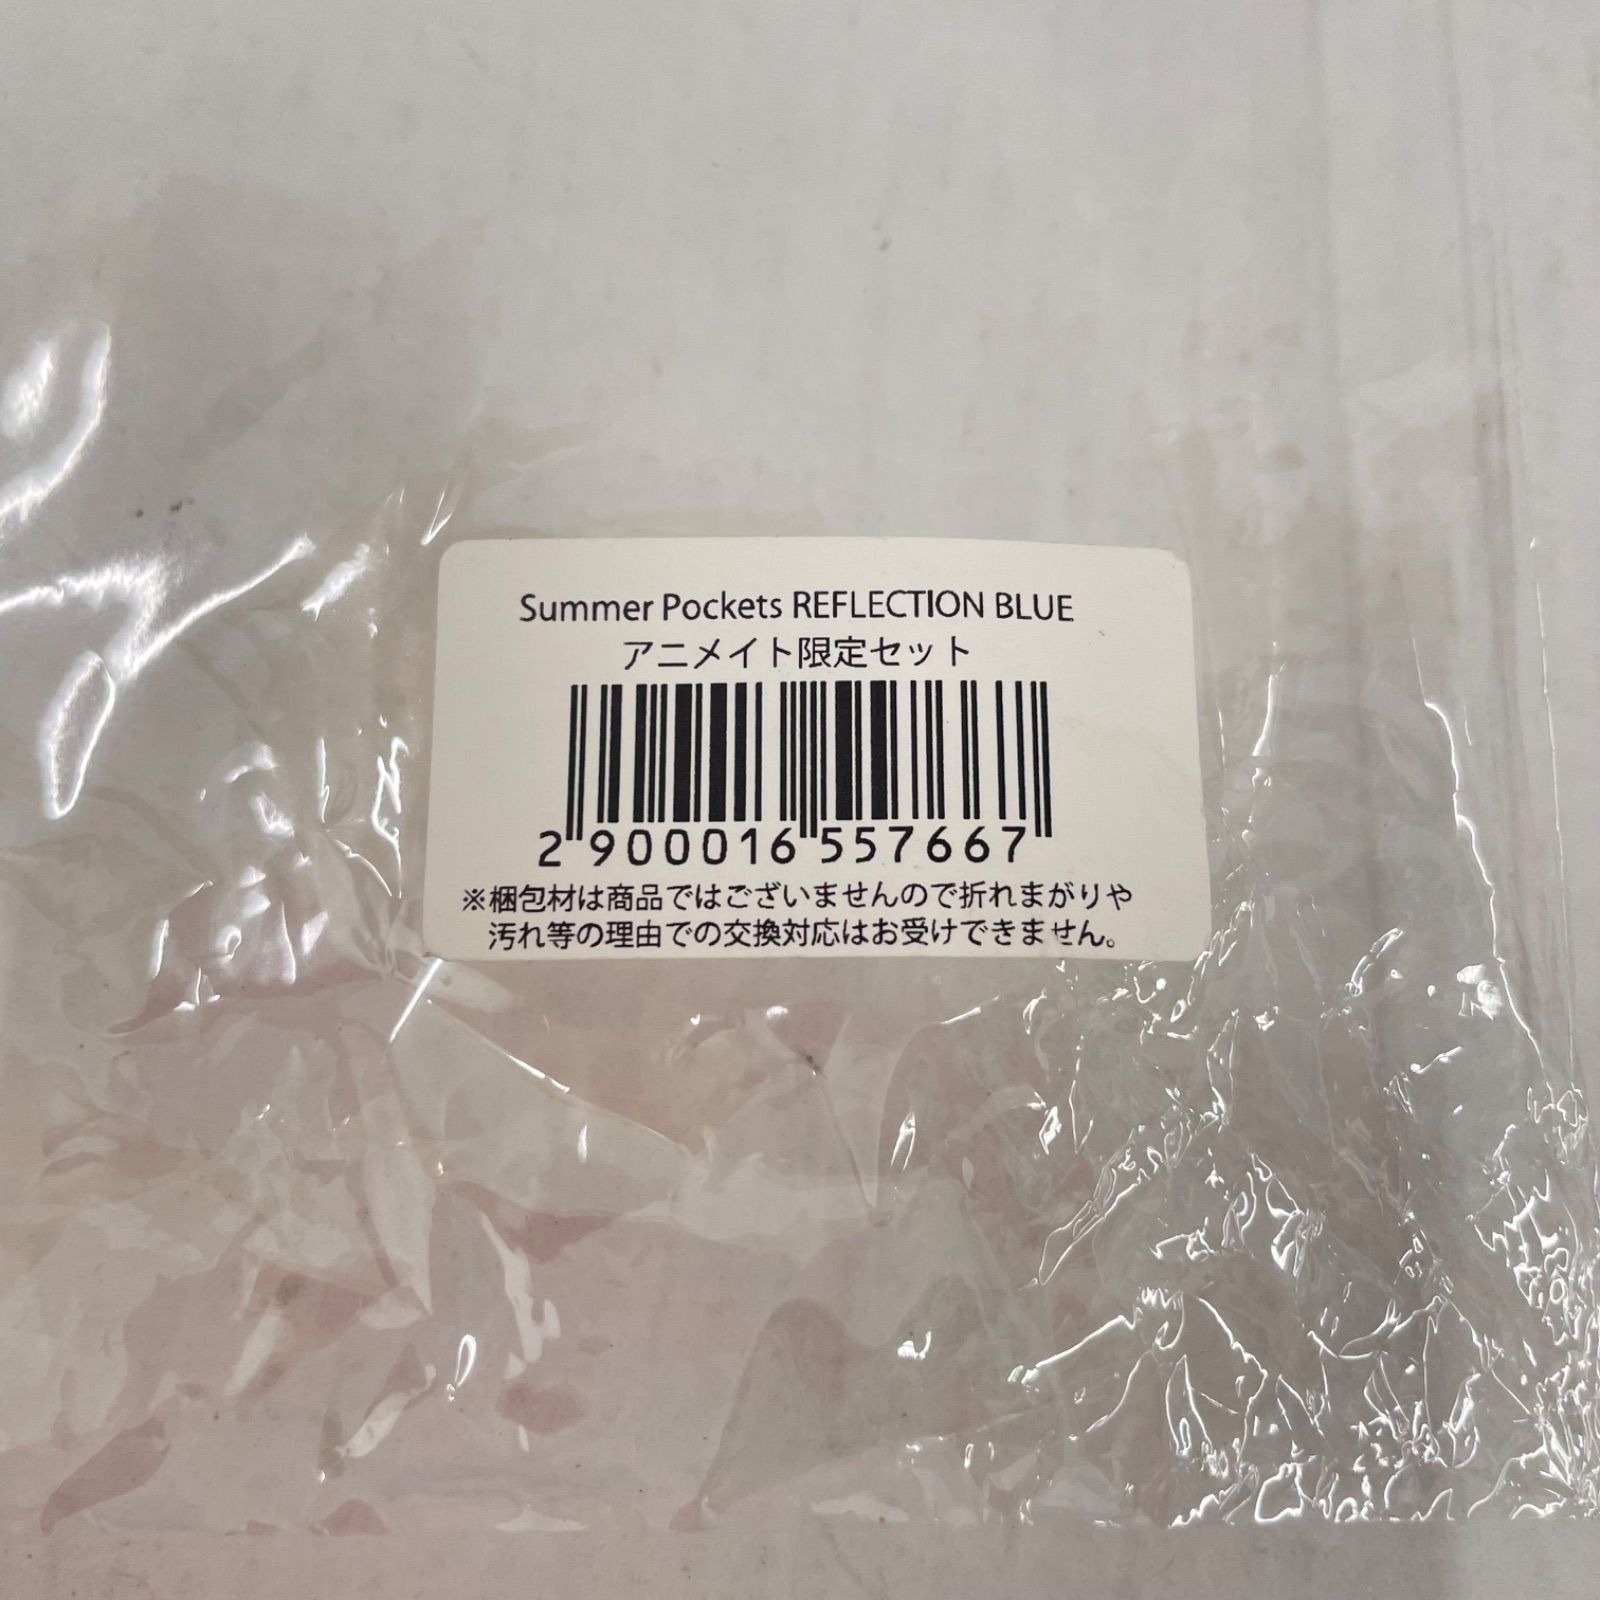 Summer Pockets REFLECTION BLUE
アニメイト限定セット
2 900016 557667
※梱包材は商品ではございませんので折れまがりや
汚れ等の理由での交換対応はお受けできません。